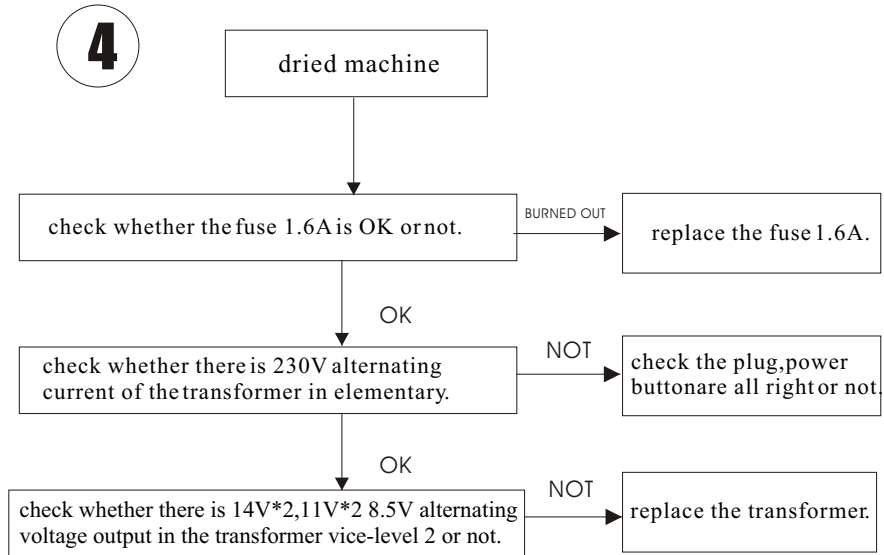 4
dried machine
check whether the fuse 1.6A is OK or not.
BURNED OUT
replace the fuse 1.6A.
OK
check whether there is 230V alternating
current of the transformer in elementary.
NOT
check the plug,power
buttonare all right or not.
OK
check whether there is 14V*2,11V*2 8.5V alternating
voltage output in the transformer vice-level 2 or not.
NOT
replace the transformer.